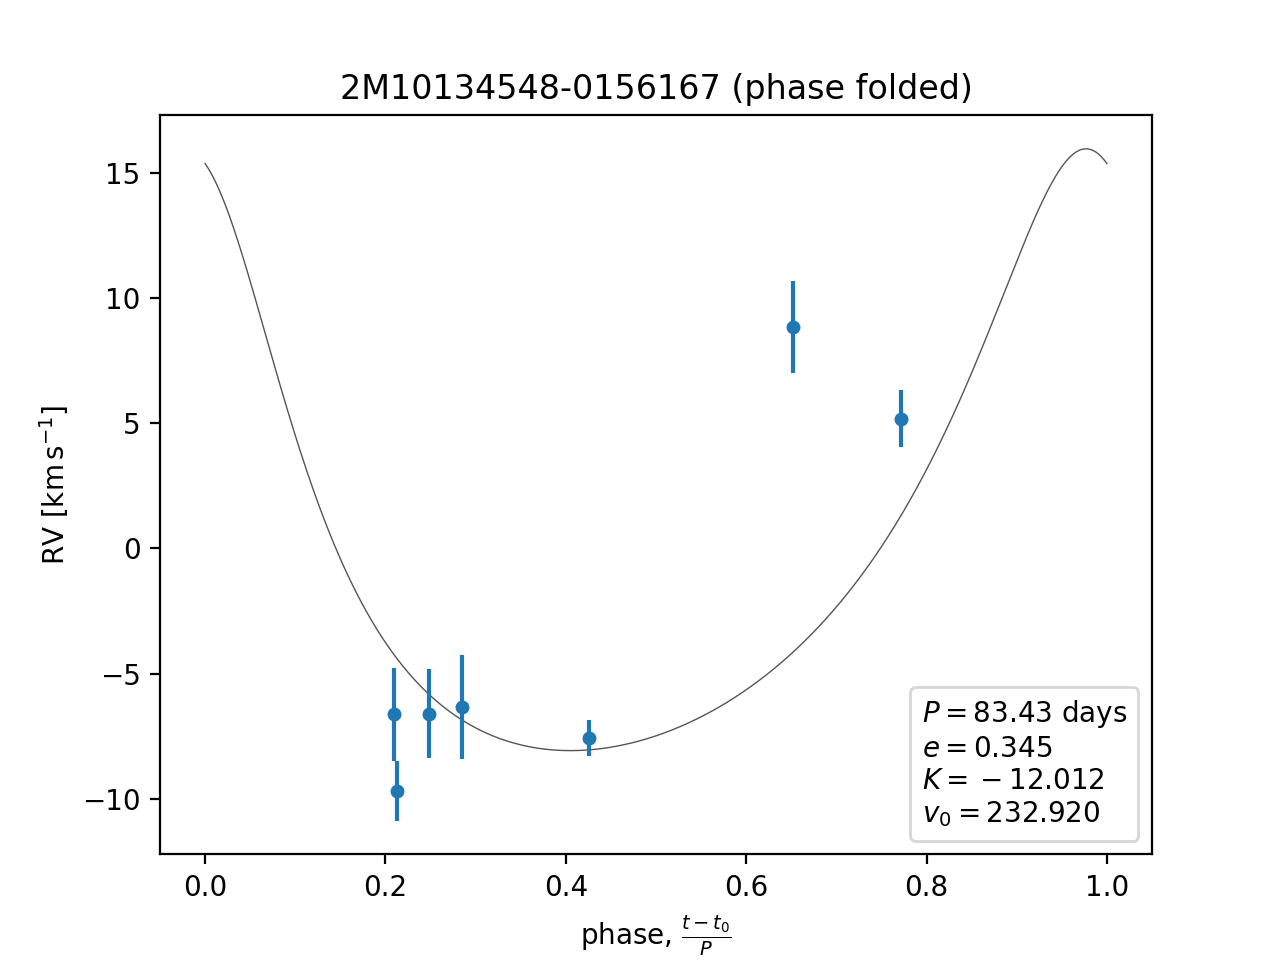 2M10134548-0156167 (phase folded)
RV [km s⁻¹]
15
10
5
0
−5
−10
0.0 0.2 0.4 0.6 0.8 1.0
phase, (t − t₀)/P
P = 83.43 days
e = 0.345
K = −12.012
v₀ = 232.920